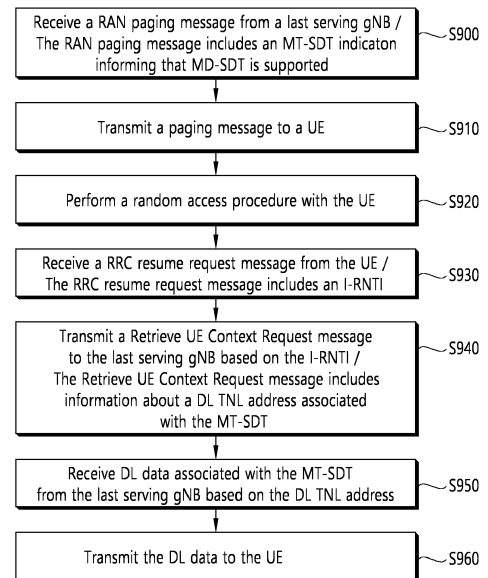 Receive a RAN paging message from a last serving gNB /
The RAN paging message includes an MT-SDT indicaton
informing that MD-SDT is supported
S900
Transmit a paging message to a UE
S910
Perform a random access procedure with the UE
S920
Receive a RRC resume request message from the UE /
The RRC resume request message includes an I-RNTI
S930
Transmit a Retrieve UE Context Request message
to the last serving gNB based on the I-RNTI /
The Retrieve UE Context Request message includes
information about a DL TNL address associated
with the MT-SDT
S940
Receive DL data associated with the MT-SDT
from the last serving gNB based on the DL TNL address
S950
Transmit the DL data to the UE
S960